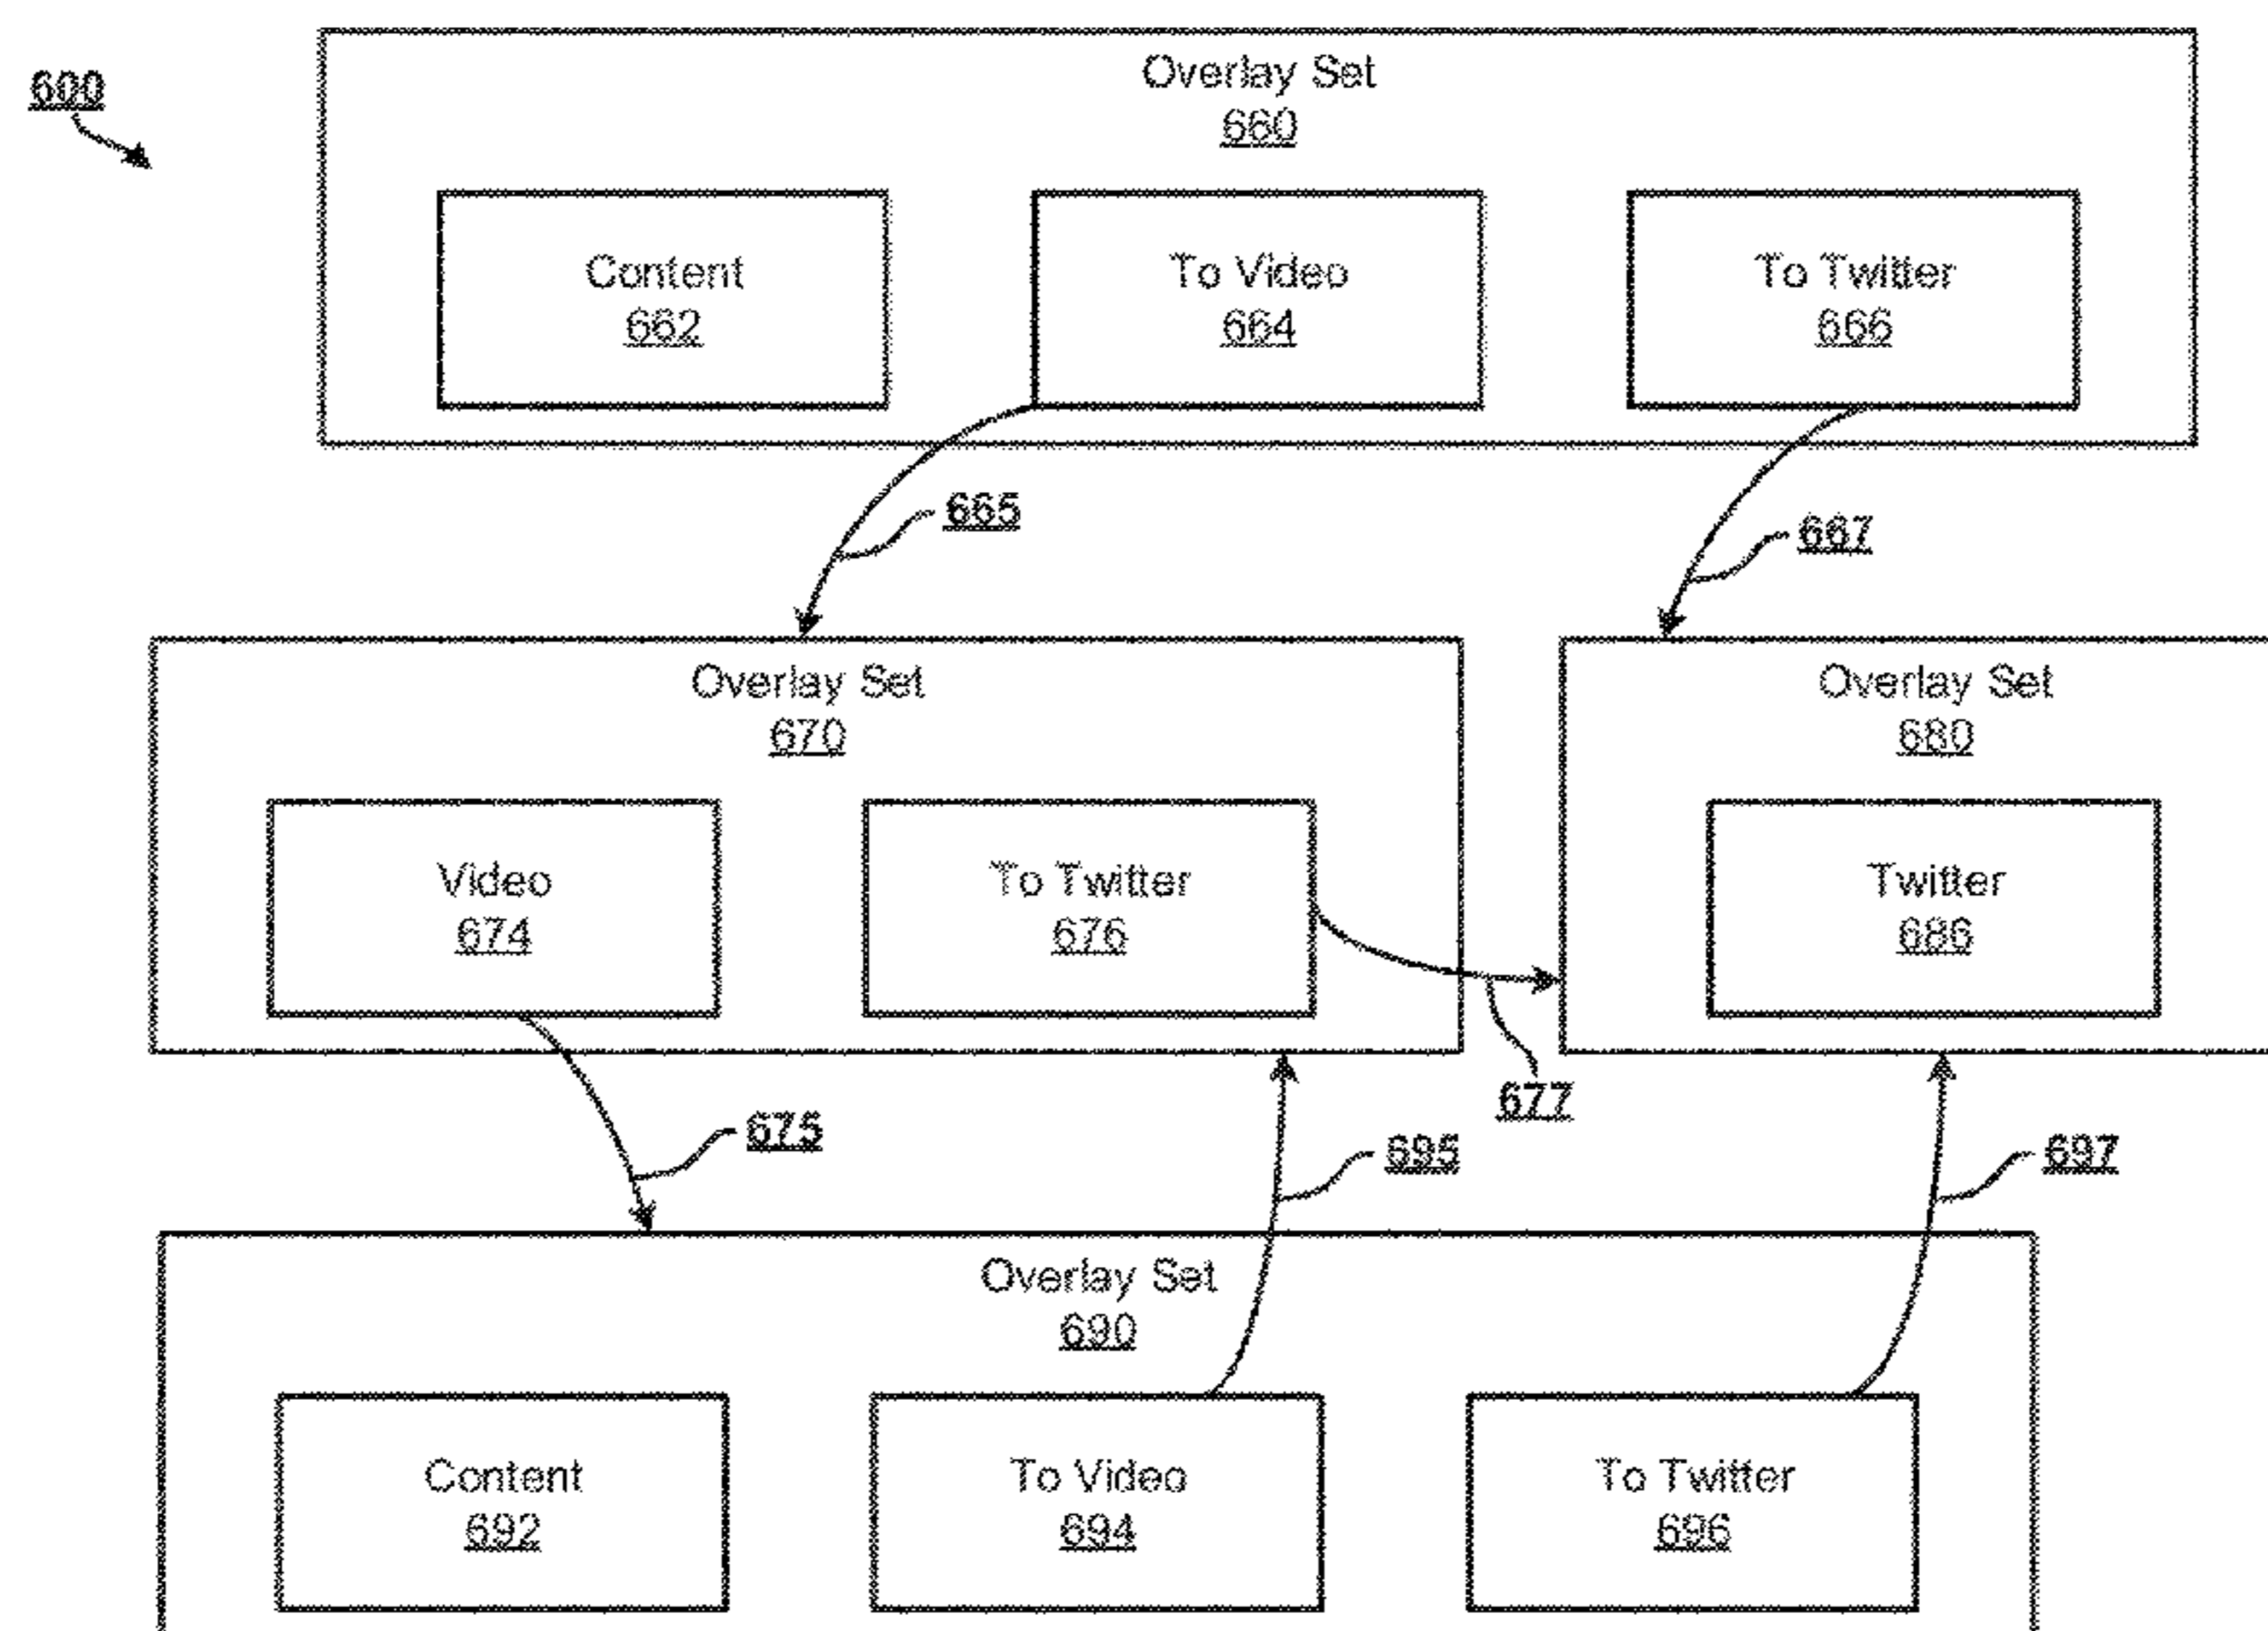 600
Overlay Set
660
Content
662
To Video
664
To Twitter
666
665
667
Overlay Set
670
Video
674
To Twitter
676
Overlay Set
680
Twitter
686
677
675
695
697
Overlay Set
690
Content
692
To Video
694
To Twitter
696